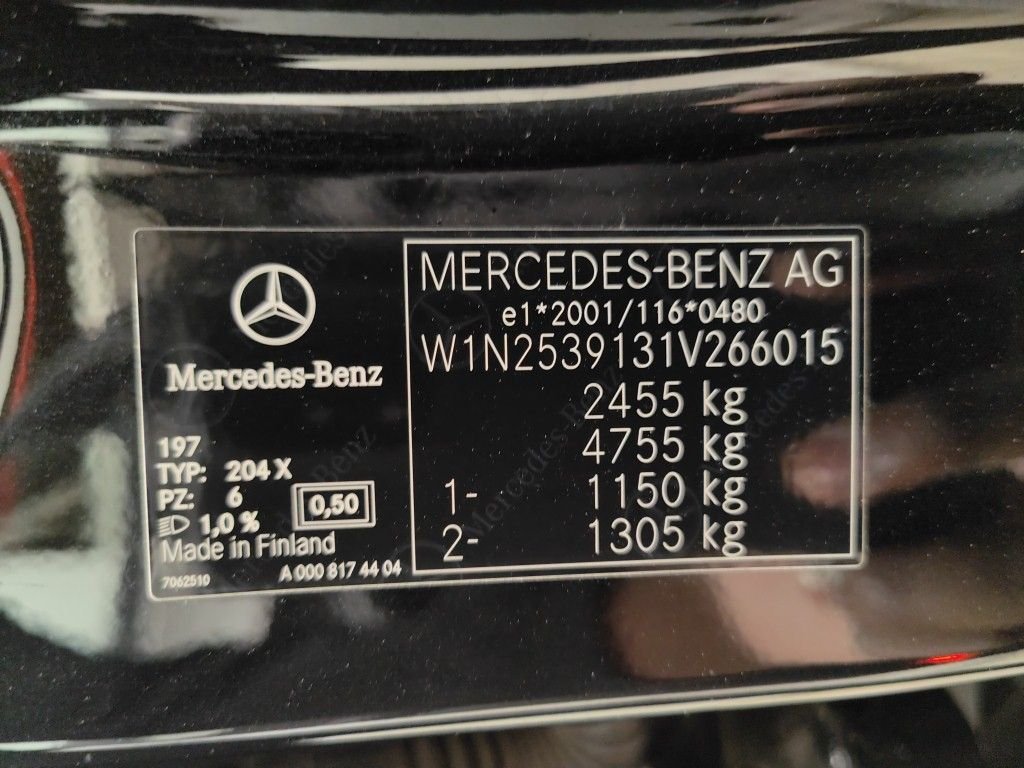 Mercedes-Benz
197
TYP: 204 X
PZ: 6
0,50
1,0 %
Made in Finland
7062510
A 000 817 44 04
MERCEDES-BENZ AG
e1*2001/116*0480
W1N2539131V266015
2455 kg
4755 kg
1- 1150 kg
2- 1305 kg